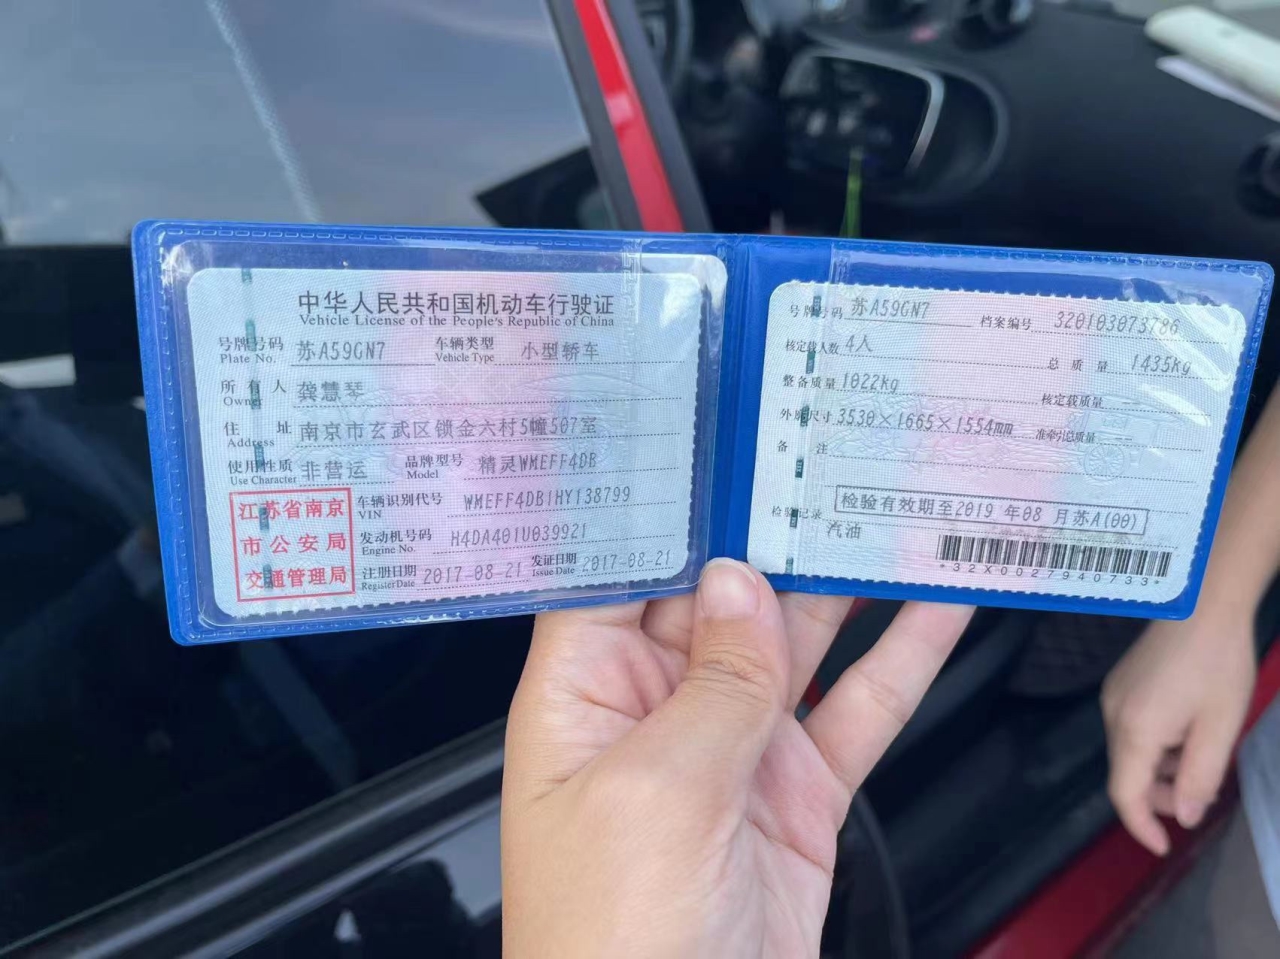 中华人民共和国机动车行驶证
Vehicle License of the People's Republic of China
号牌号码 苏A59GN7 车辆类型 小型轿车
Plate No. Vehicle Type
所有人 龚慧琴
Owner
住址 南京市玄武区锁金六村5幢507室
Address
使用性质 非营运 品牌型号 精灵WMEFF4DB
Use Character Model
江苏省南京
市公安局
交通管理局
车辆识别代号 WMEFF4DB1HY138799
VIN
发动机号码 H4DA401U039921
Engine No.
注册日期 2017-08-21 发证日期 2017-08-21
Register Date Issue Date
号牌号码 苏A59GN7 档案编号 320103073786
核定载人数 4人 总质量 1435kg
整备质量 1022kg 核定载质量
外廓尺寸 3530×1665×1554mm 准牵引总质量
备注
检验有效期至2019年08月苏A(00)
检验记录
汽油
*32X0027940733*